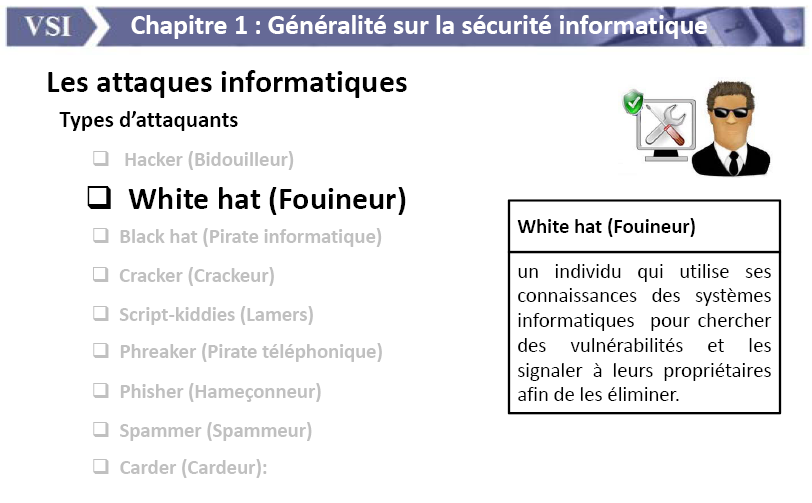 VSI Chapitre 1 : Généralité sur la sécurité informatique
Les attaques informatiques
Types d’attaquants
❑ Hacker (Bidouilleur)
❑ White hat (Fouineur)
❑ Black hat (Pirate informatique)
❑ Cracker (Crackeur)
❑ Script-kiddies (Lamers)
❑ Phreaker (Pirate téléphonique)
❑ Phisher (Hameçonneur)
❑ Spammer (Spammeur)
❑ Carder (Cardeur):
White hat (Fouineur)
un individu qui utilise ses
connaissances des systèmes
informatiques pour chercher
des vulnérabilités et les
signaler à leurs propriétaires
afin de les éliminer.